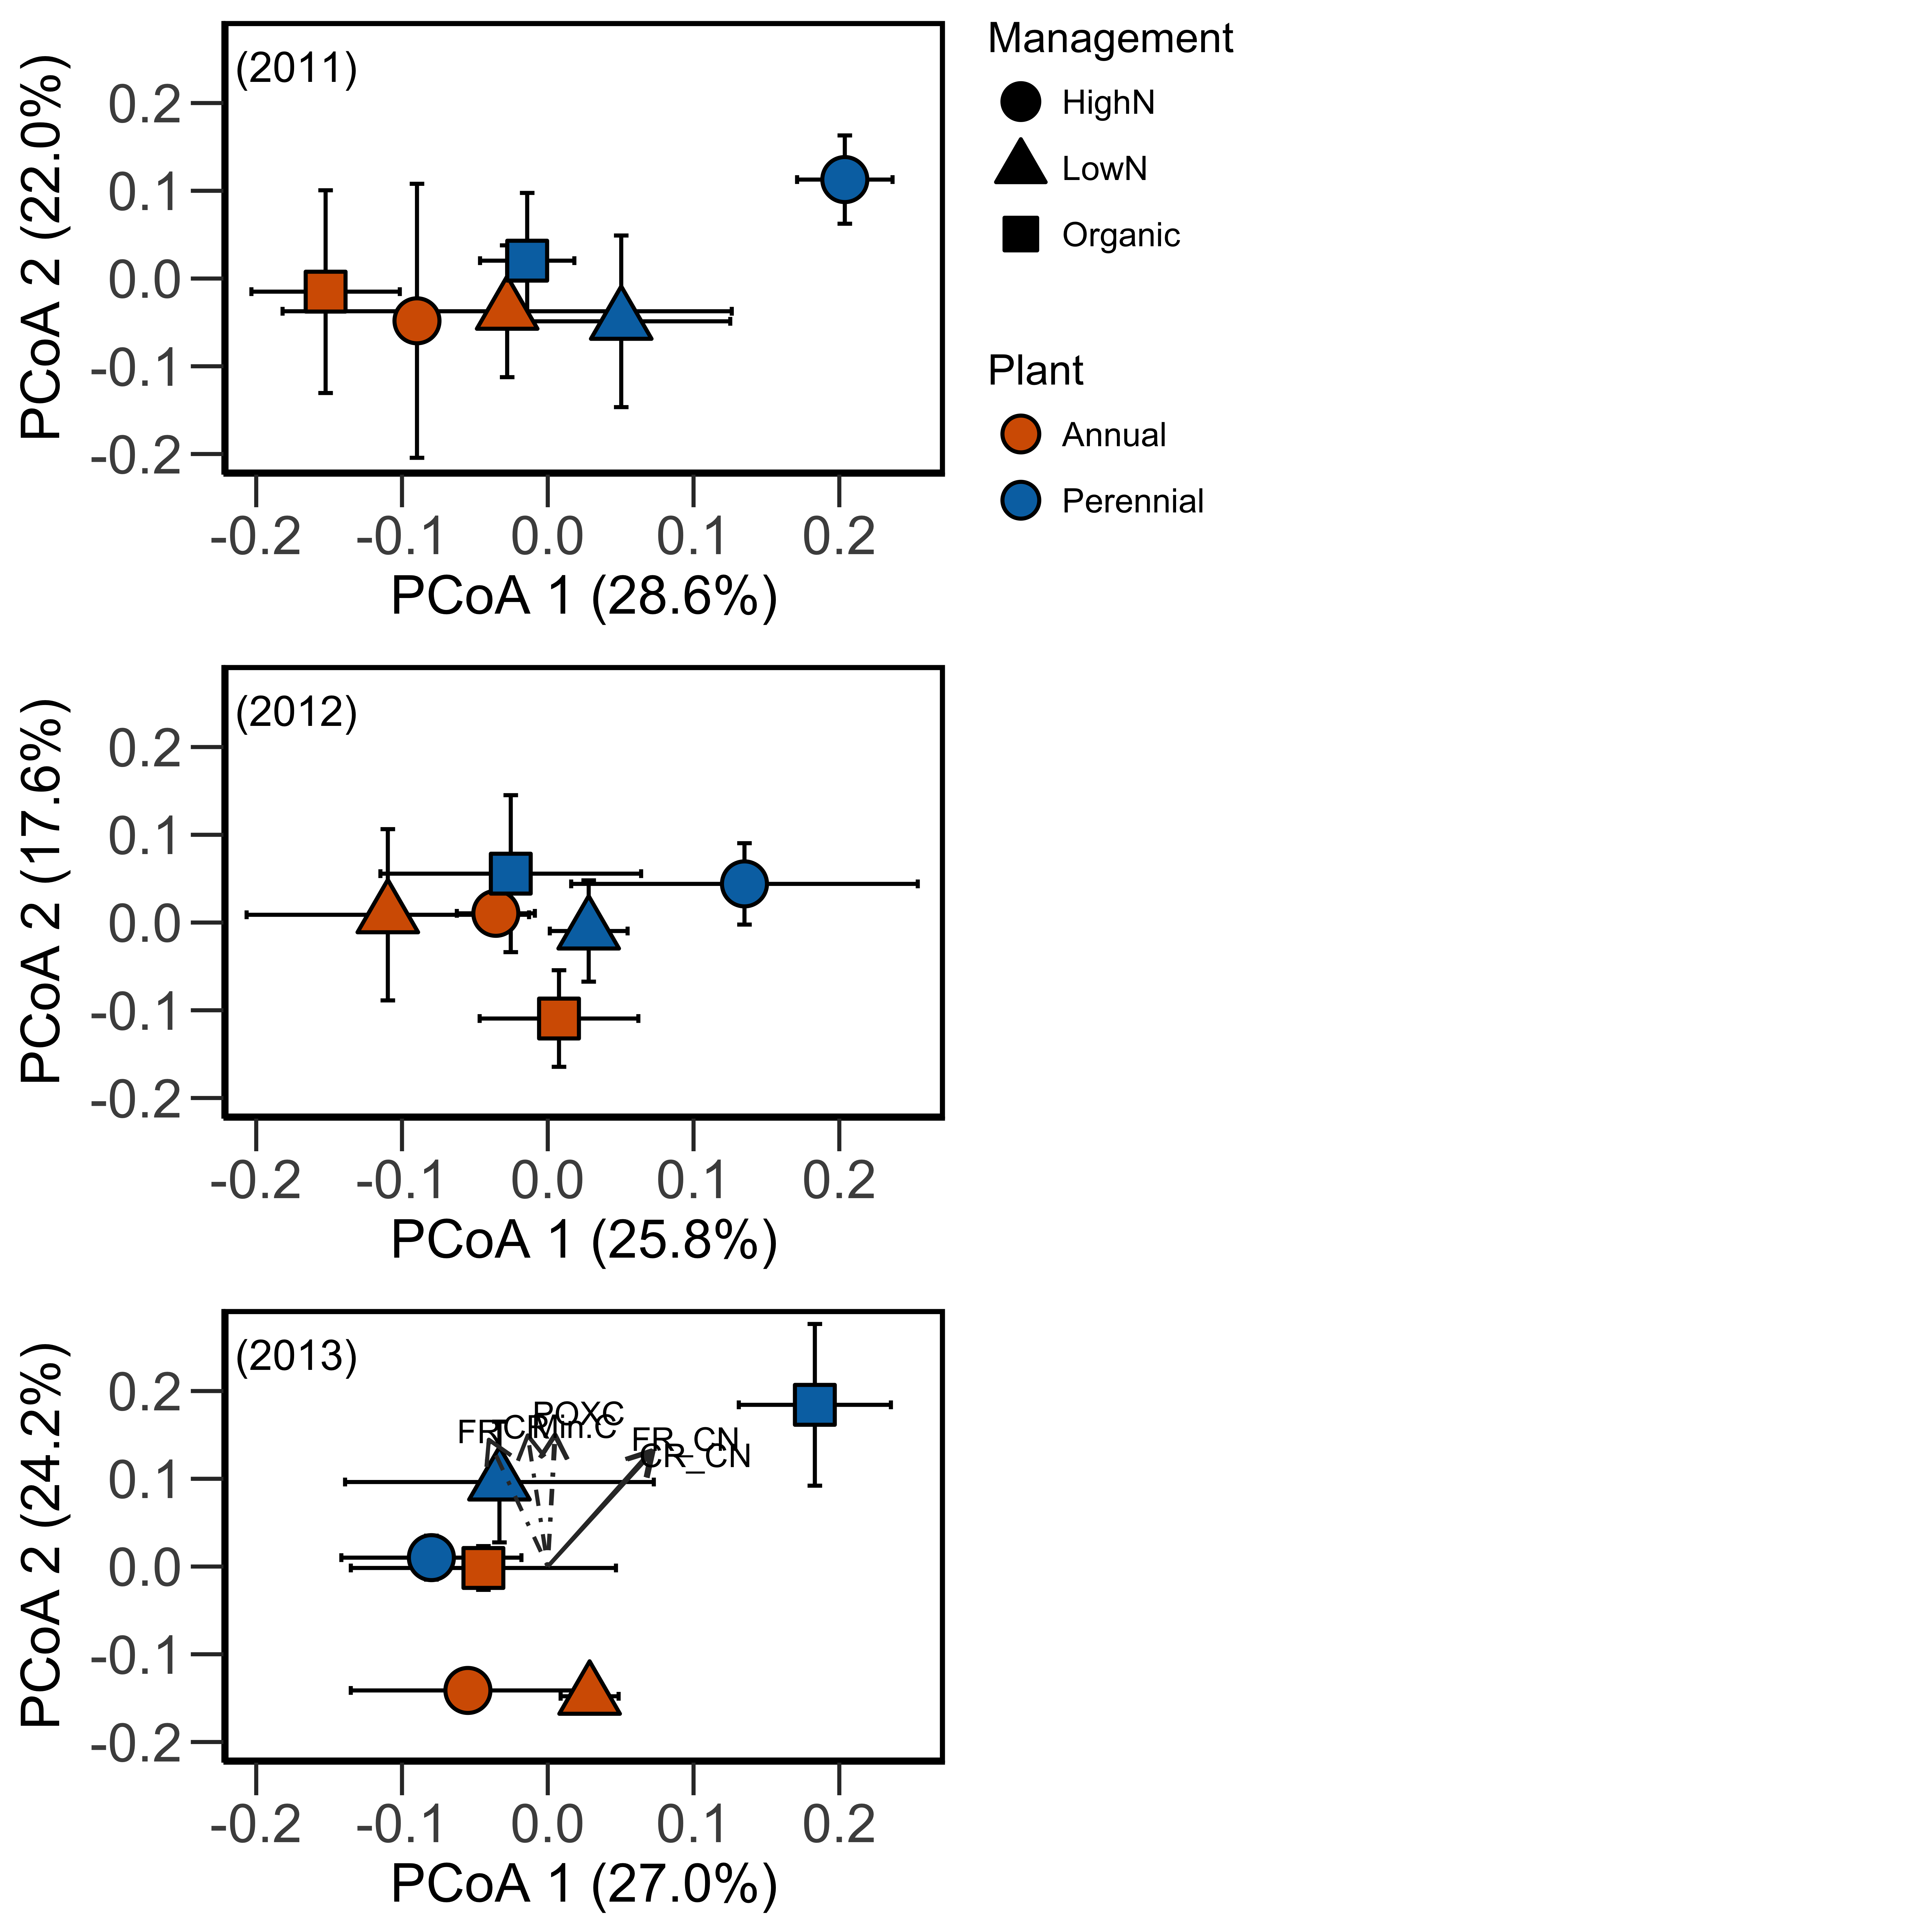 (2011)
PCoA 2 (22.0%)
0.2
0.1
0.0
-0.1
-0.2
-0.2 -0.1 0.0 0.1 0.2
PCoA 1 (28.6%)
Management
HighN
LowN
Organic
Plant
Annual
Perennial
(2012)
PCoA 2 (17.6%)
0.2
0.1
0.0
-0.1
-0.2
-0.2 -0.1 0.0 0.1 0.2
PCoA 1 (25.8%)
(2013)
PCoA 2 (24.2%)
0.2
0.1
0.0
-0.1
-0.2
POXC
Min.C
CR
FR_CN
CR_CN
-0.2 -0.1 0.0 0.1 0.2
PCoA 1 (27.0%)